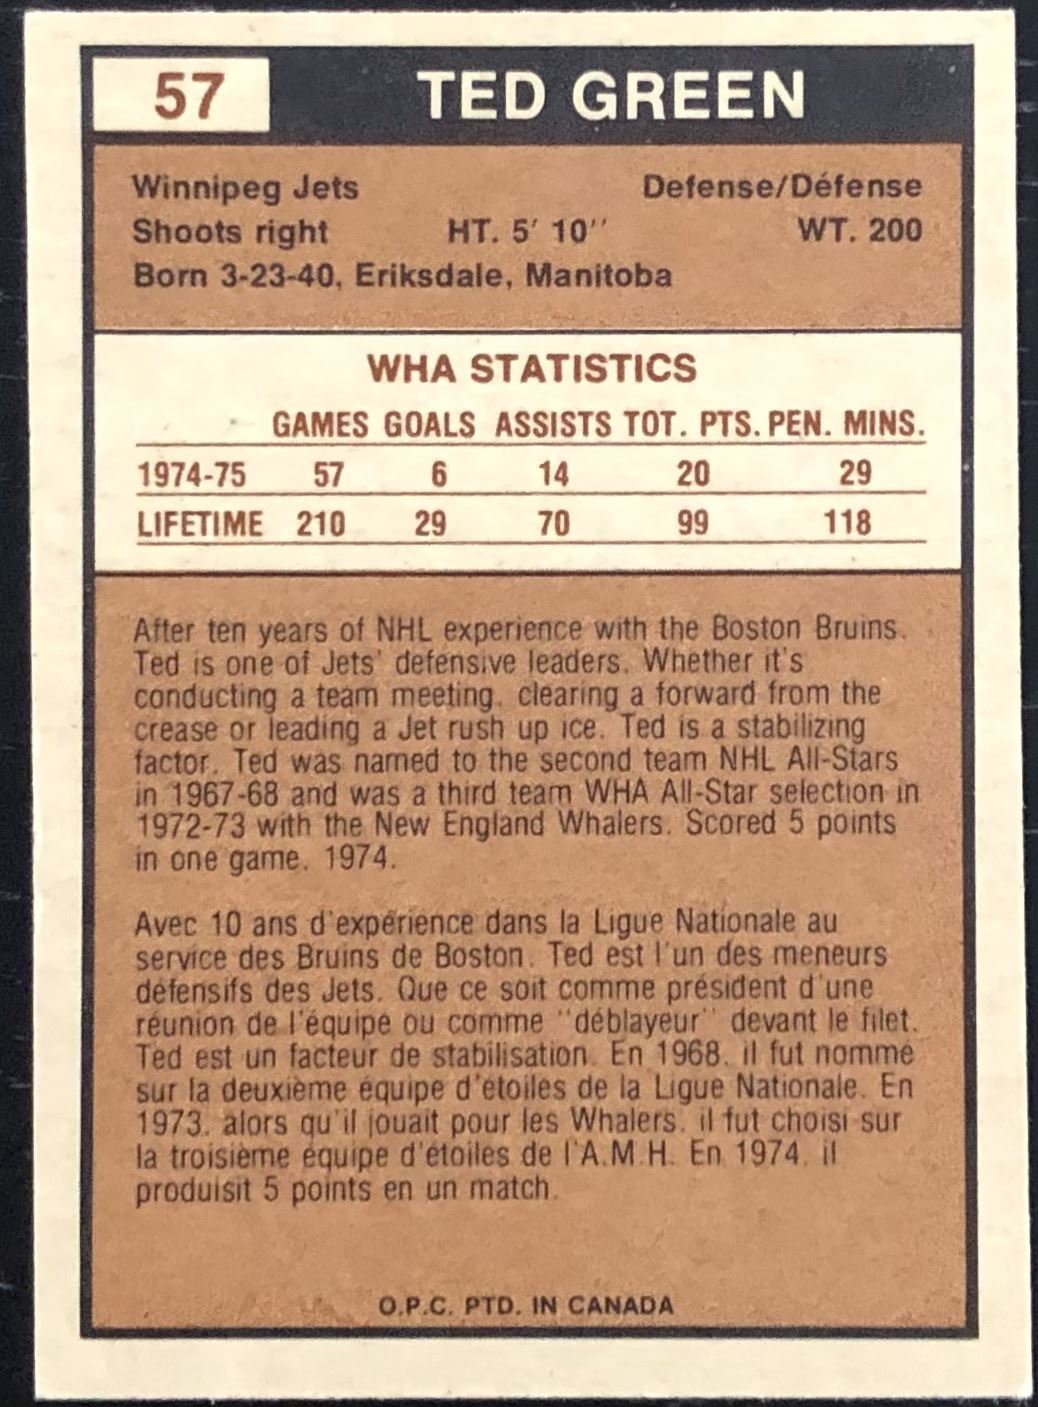 57 TED GREEN
Winnipeg Jets Defense/Défense
Shoots right HT. 5' 10'' WT. 200
Born 3-23-40, Eriksdale, Manitoba
WHA STATISTICS
GAMES GOALS ASSISTS TOT. PTS. PEN. MINS.
1974-75 57 6 14 20 29
LIFETIME 210 29 70 99 118
After ten years of NHL experience with the Boston Bruins.
Ted is one of Jets' defensive leaders. Whether it's
conducting a team meeting, clearing a forward from the
crease or leading a Jet rush up ice. Ted is a stabilizing
factor. Ted was named to the second team NHL All-Stars
in 1967-68 and was a third team WHA All-Star selection in
1972-73 with the New England Whalers. Scored 5 points
in one game, 1974.
Avec 10 ans d'expérience dans la Ligue Nationale au
service des Bruins de Boston. Ted est l'un des meneurs
défensifs des Jets. Que ce soit comme président d'une
réunion de l'équipe ou comme "déblayeur" devant le filet.
Ted est un facteur de stabilisation. En 1968, il fut nommé
sur la deuxième équipe d'étoiles de la Ligue Nationale. En
1973, alors qu'il jouait pour les Whalers, il fut choisi sur
la troisième équipe d'étoiles de l'A.M.H. En 1974, il
produisit 5 points en un match.
O.P.C. PTD. IN CANADA